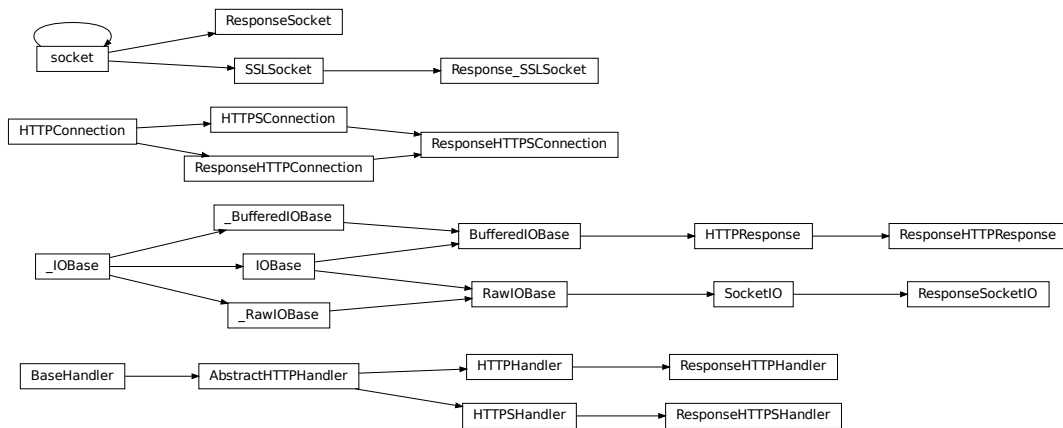 ResponseSocket
socket
SSLSocket
Response_SSLSocket
HTTPConnection
HTTPSConnection
ResponseHTTPSConnection
ResponseHTTPConnection
_BufferedIOBase
BufferedIOBase
HTTPResponse
ResponseHTTPResponse
_IOBase
IOBase
RawIOBase
SocketIO
ResponseSocketIO
_RawIOBase
BaseHandler
AbstractHTTPHandler
HTTPHandler
ResponseHTTPHandler
HTTPSHandler
ResponseHTTPSHandler